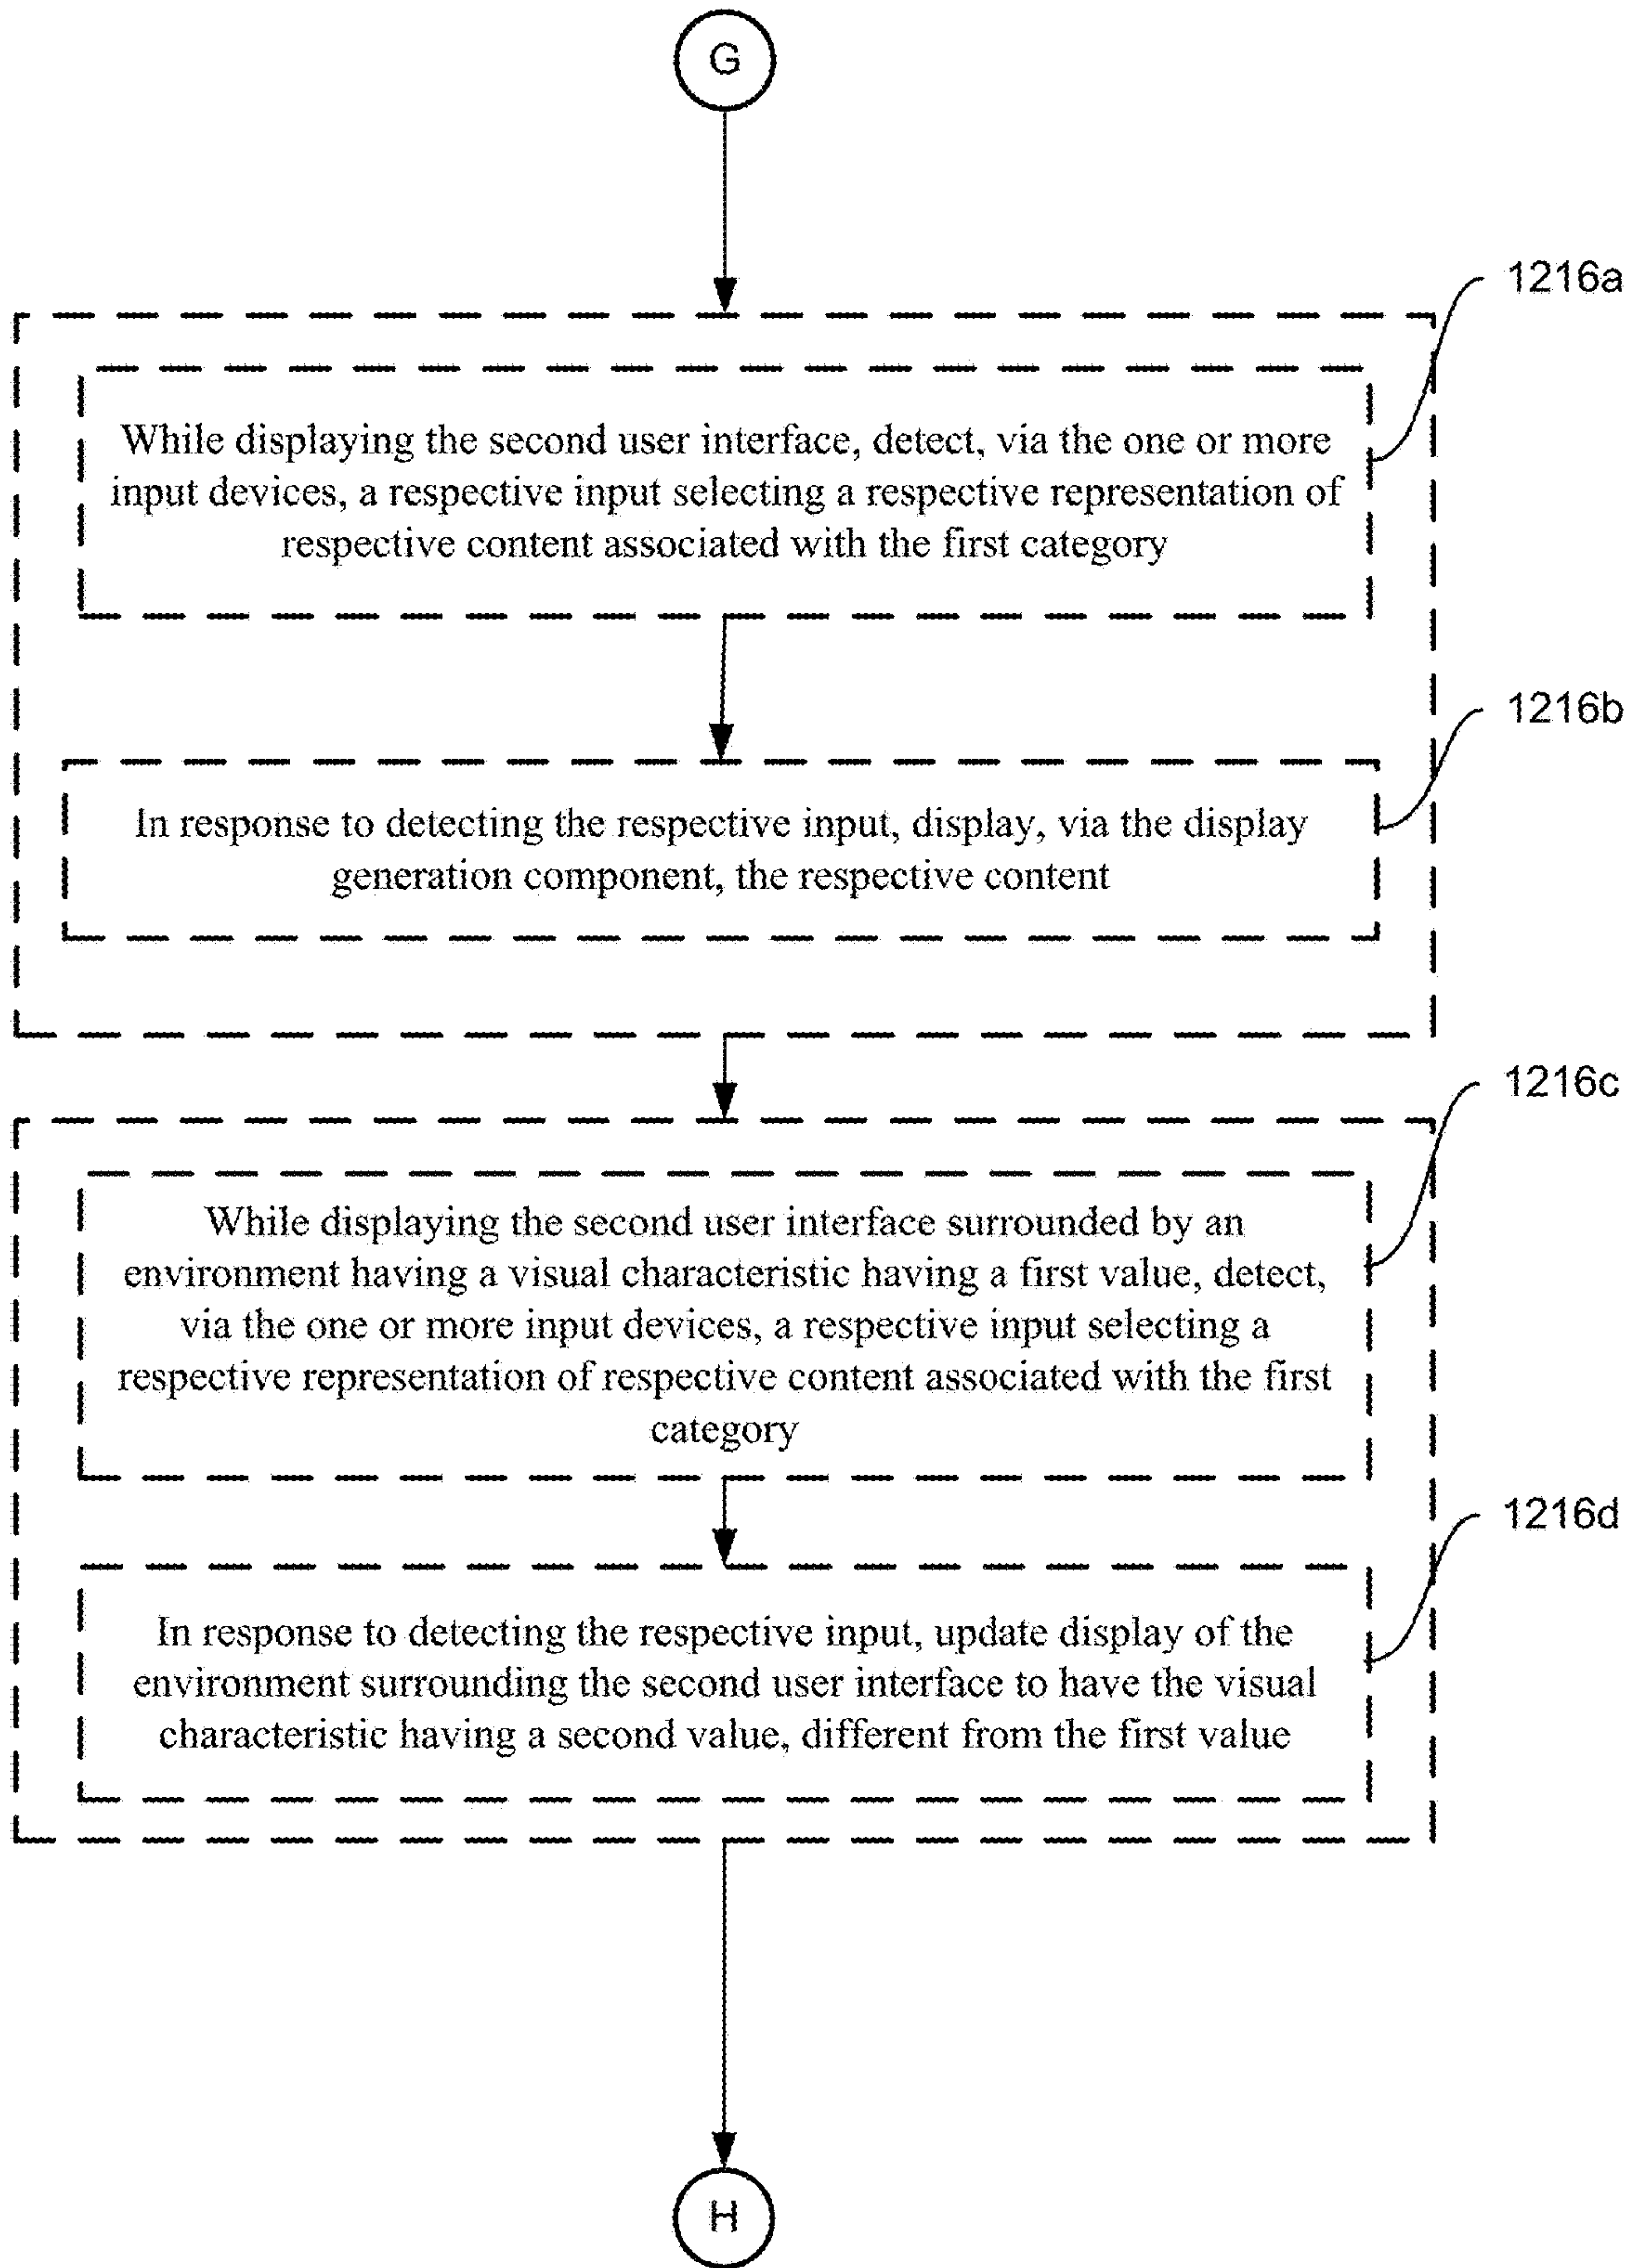 G
1216a
While displaying the second user interface, detect, via the one or more
input devices, a respective input selecting a respective representation of
respective content associated with the first category
1216b
In response to detecting the respective input, display, via the display
generation component, the respective content
1216c
While displaying the second user interface surrounded by an
environment having a visual characteristic having a first value, detect,
via the one or more input devices, a respective input selecting a
respective representation of respective content associated with the first
category
1216d
In response to detecting the respective input, update display of the
environment surrounding the second user interface to have the visual
characteristic having a second value, different from the first value
H